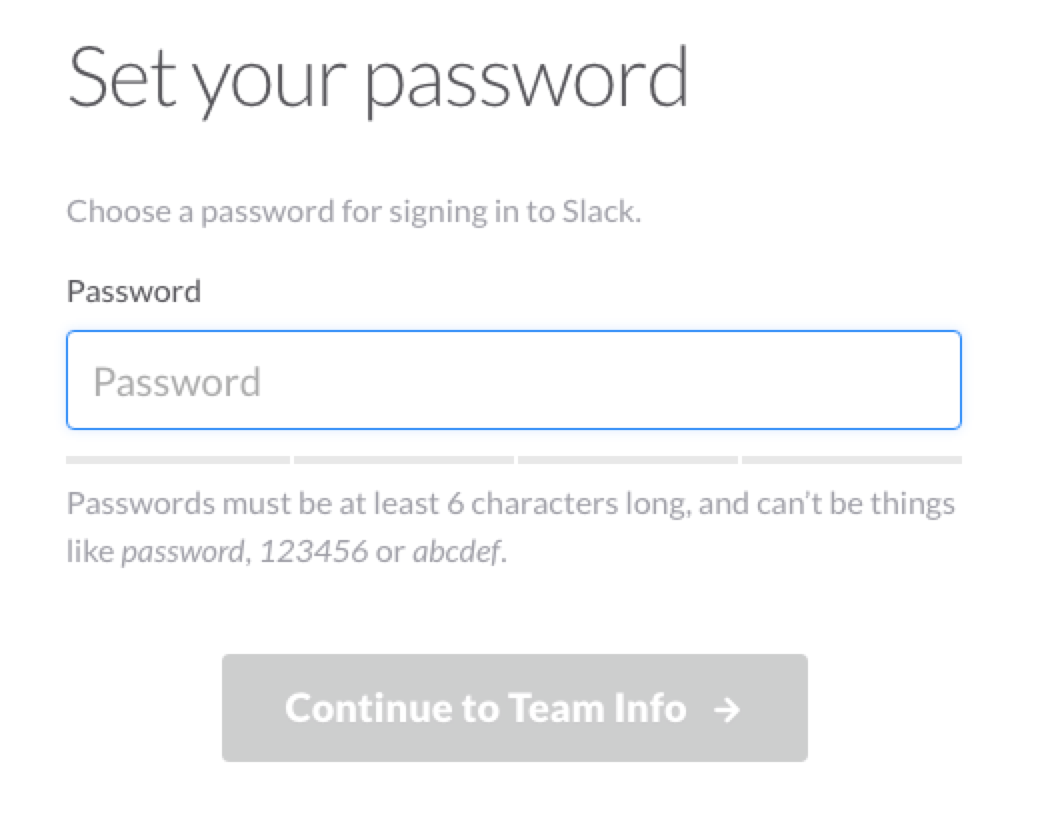 Set your password
Choose a password for signing in to Slack.
Password
Password
Passwords must be at least 6 characters long, and can’t be things
like password, 123456 or abcdef.
Continue to Team Info →